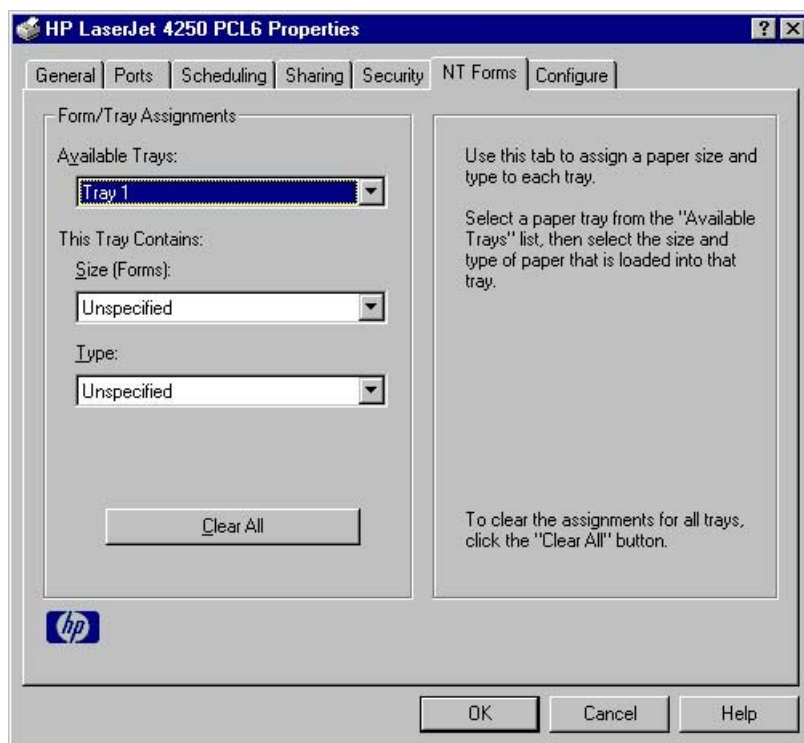 HP LaserJet 4250 PCL6 Properties
General
Ports
Scheduling
Sharing
Security
NT Forms
Configure
Form/Tray Assignments
Available Trays:
Tray 1
This Tray Contains:
Size (Forms):
Unspecified
Type:
Unspecified
Clear All
Use this tab to assign a paper size and
type to each tray.
Select a paper tray from the "Available
Trays" list, then select the size and
type of paper that is loaded into that
tray.
To clear the assignments for all trays,
click the "Clear All" button.
hp
OK
Cancel
Help